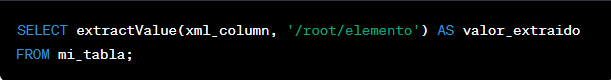 SELECT extractValue(xml_column, '/root/elemento') AS valor_extraido
FROM mi_tabla;